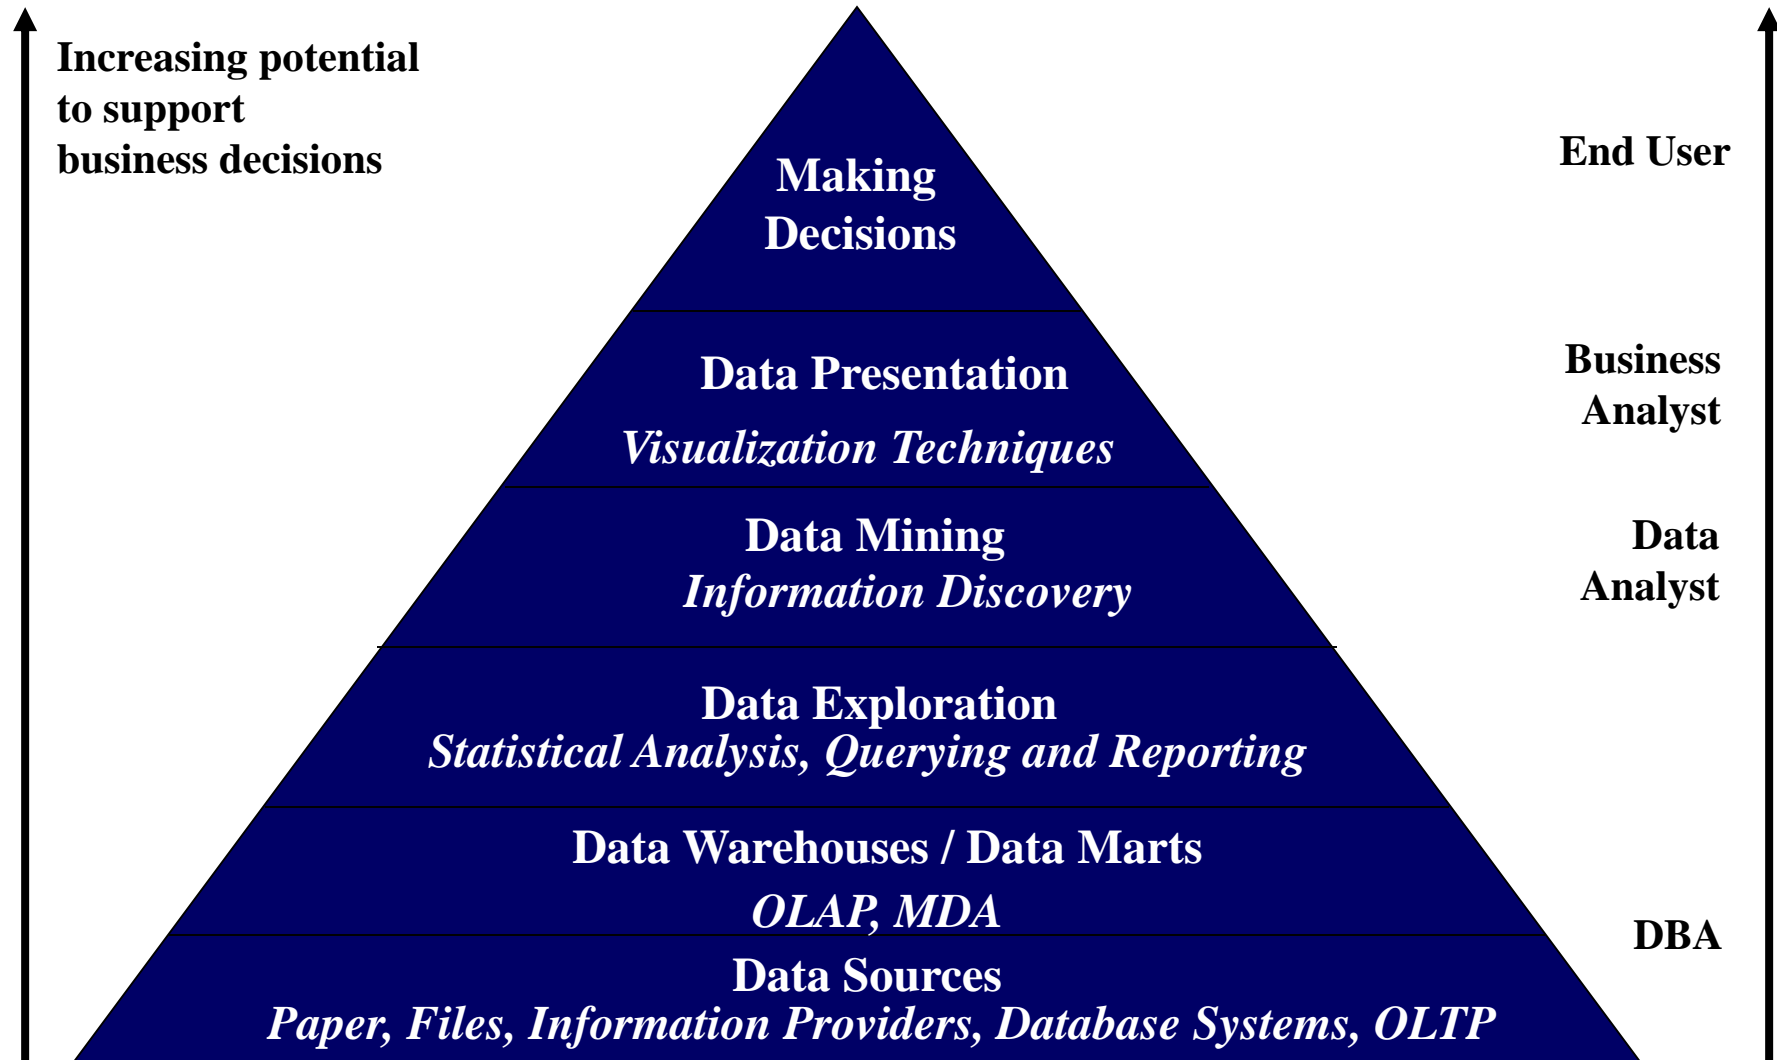 Increasing potential
to support
business decisions
End User
Making
Decisions
Business
Analyst
Data Presentation
Visualization Techniques
Data Mining
Information Discovery
Data
Analyst
Data Exploration
Statistical Analysis, Querying and Reporting
Data Warehouses / Data Marts
OLAP, MDA
DBA
Data Sources
Paper, Files, Information Providers, Database Systems, OLTP